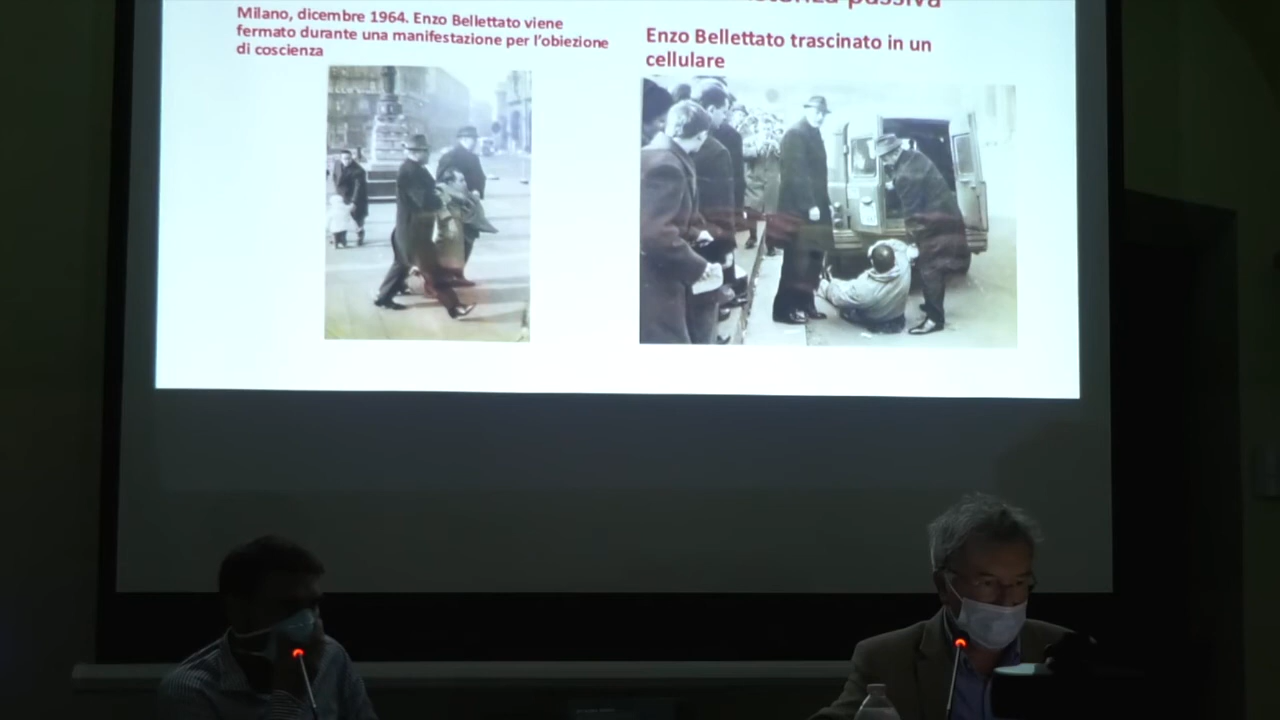 passiva
Milano, dicembre 1964. Enzo Bellettato viene
fermato durante una manifestazione per l'obiezione
di coscienza
Enzo Bellettato trascinato in un
cellulare